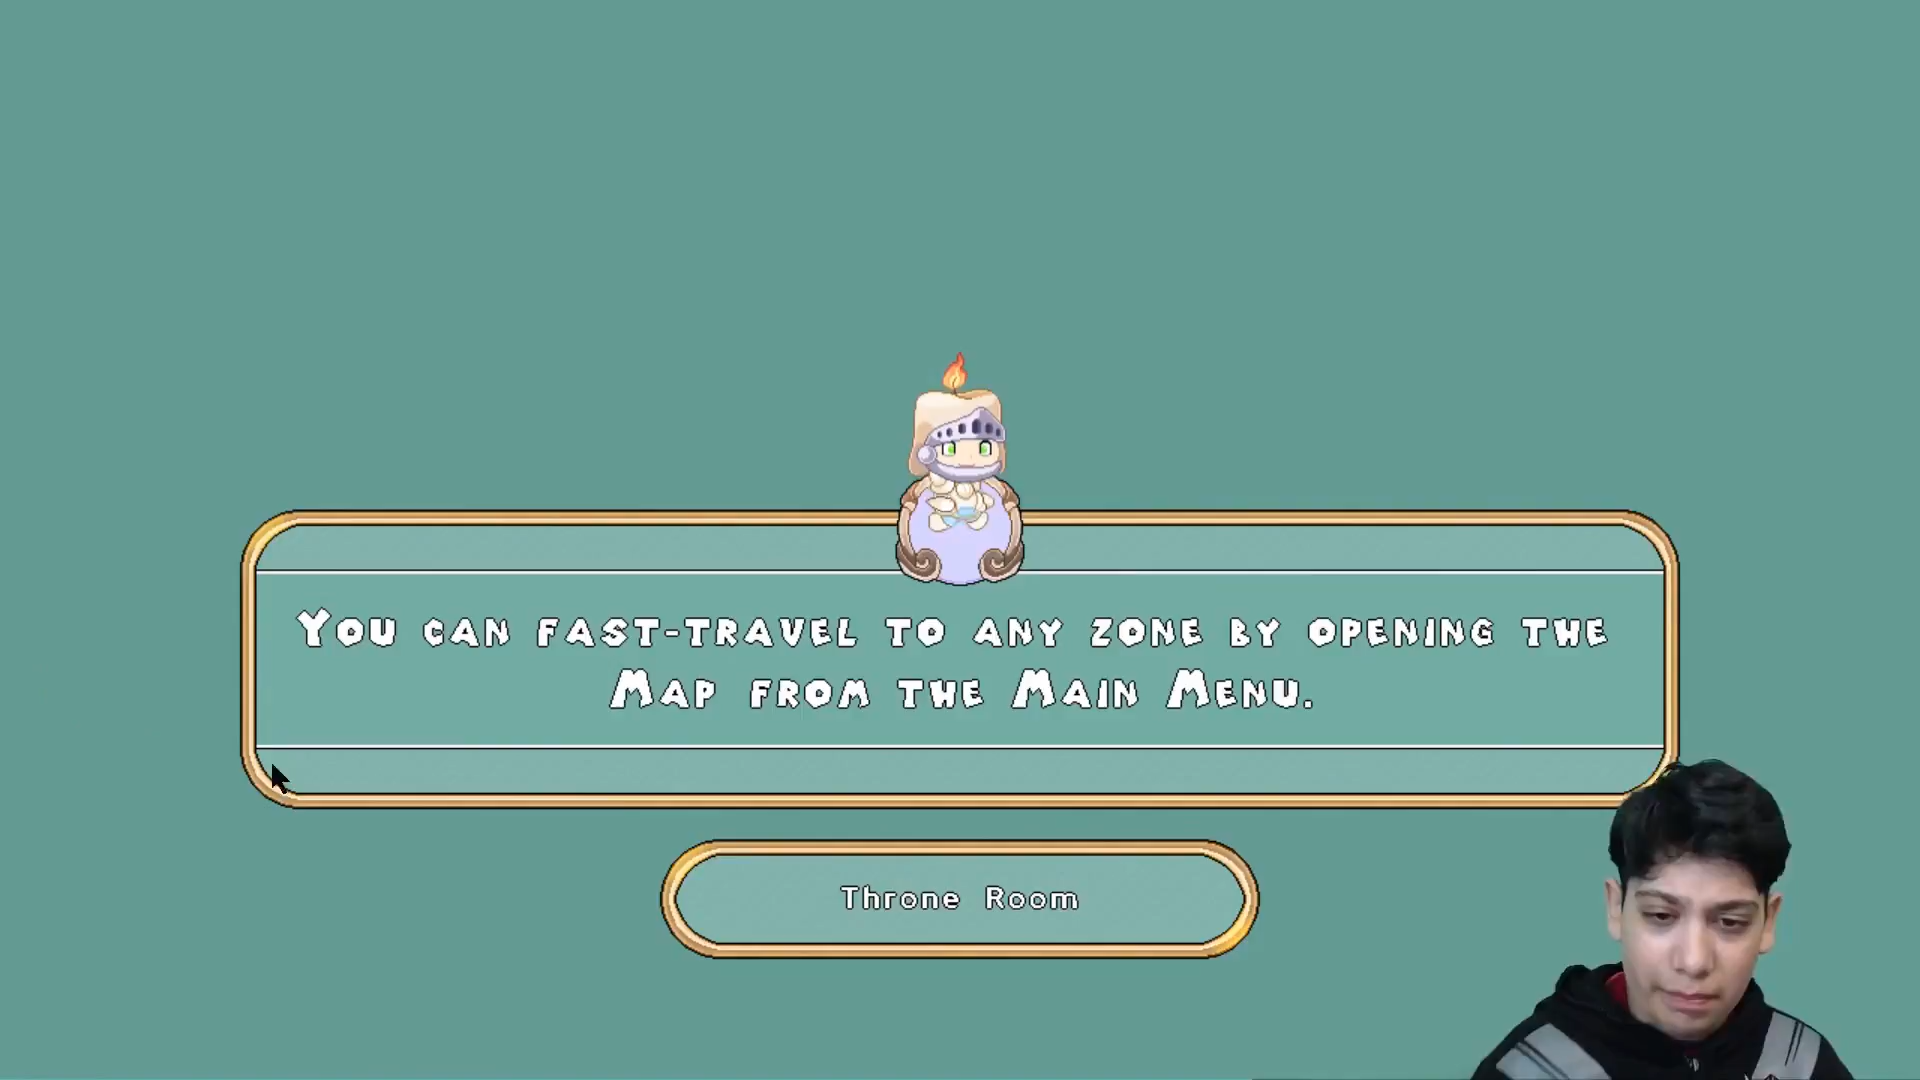 You can fast-travel to any zone by opening the
Map from the Main Menu.
Throne Room